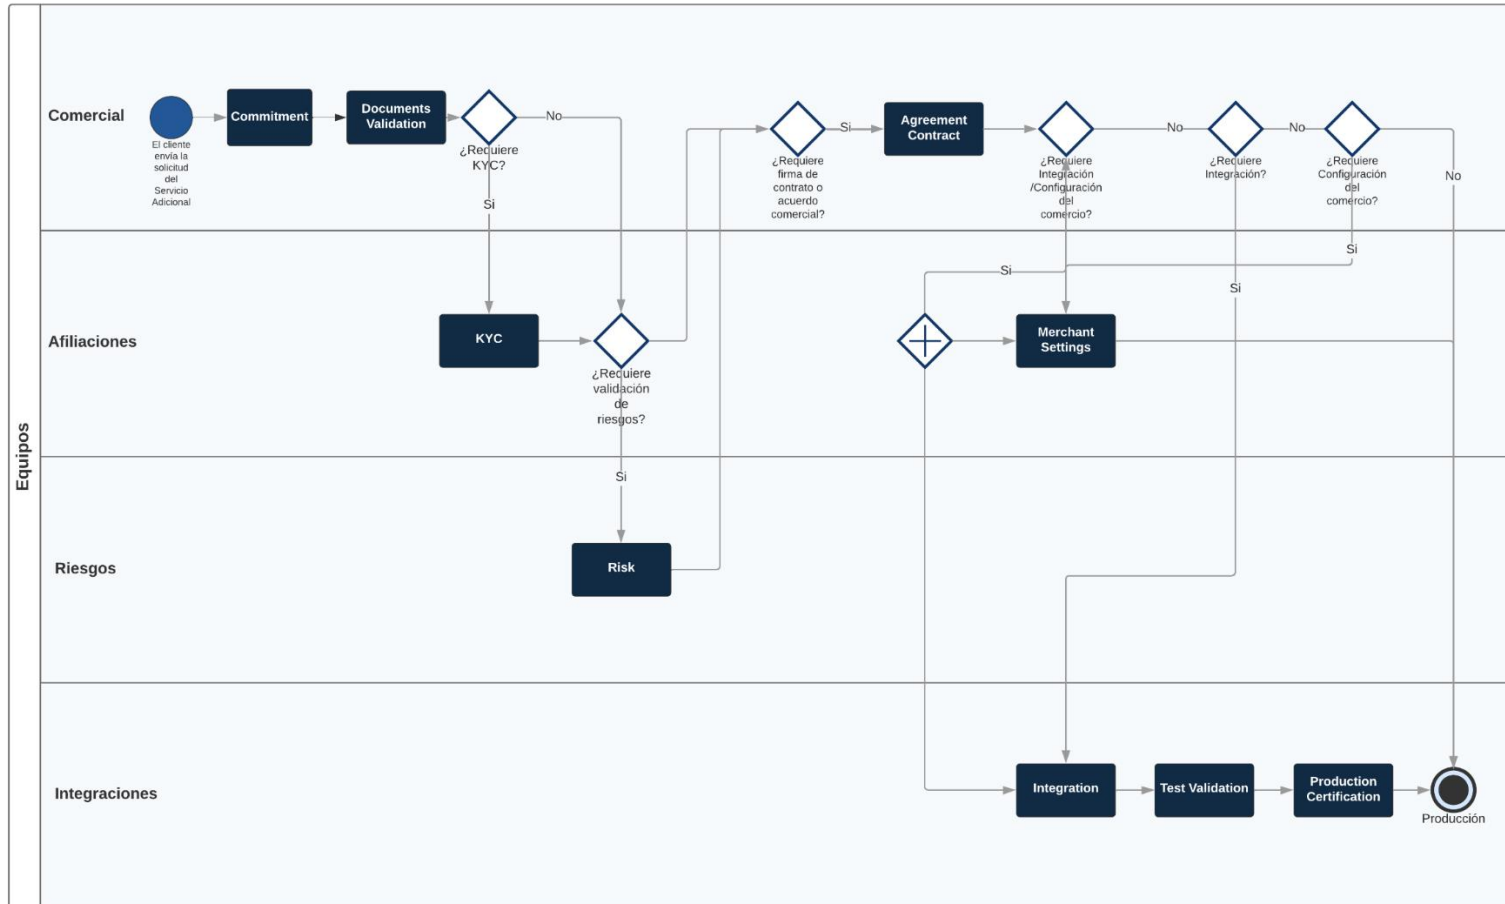 Equipos
Comercial
El cliente
envía la
solicitud
del
Servicio
Adicional
Commitment
Documents
Validation
¿Requiere
KYC?
No
Si
¿Requiere
firma de
contrato o
acuerdo
comercial?
Si
Agreement
Contract
¿Requiere
Integración
/Configuración
del
comercio?
No
¿Requiere
Integración?
No
¿Requiere
Configuración
del
comercio?
No
Afiliaciones
KYC
¿Requiere
validación
de
riesgos?
Si
Si
Merchant
Settings
Si
Si
Riesgos
Risk
Integraciones
Integration
Test Validation
Production
Certification
Producción